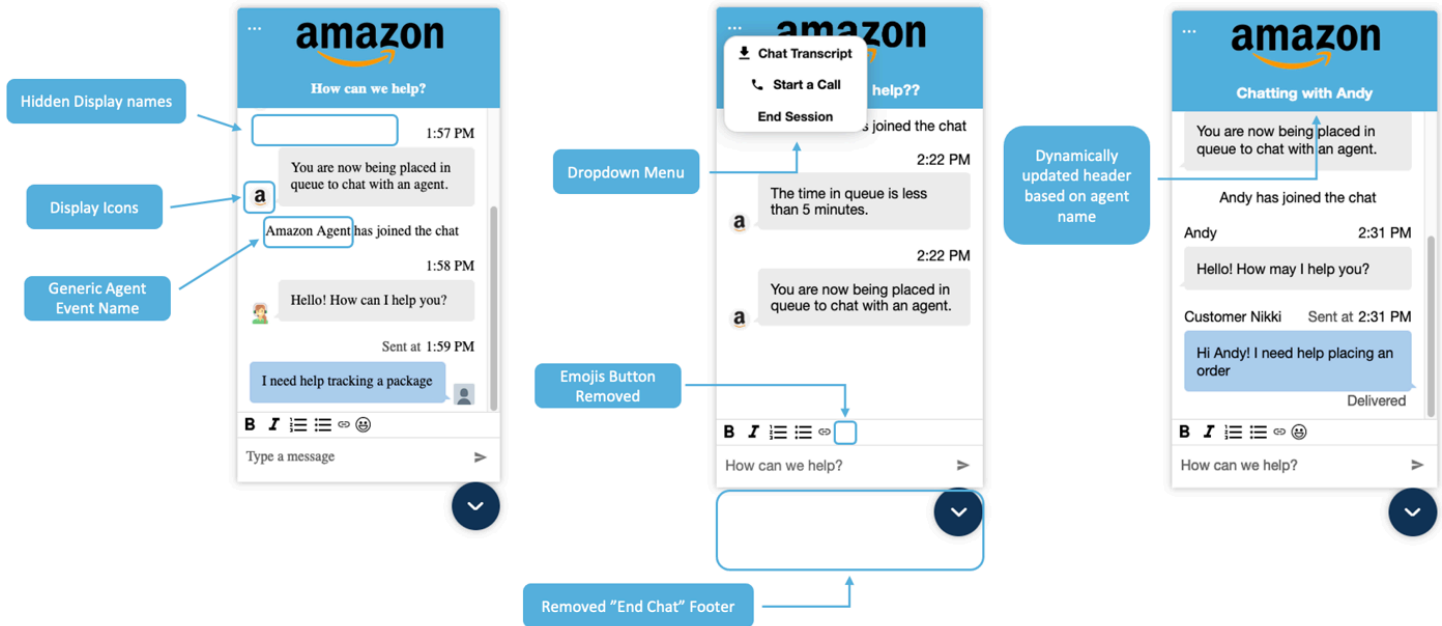 ...
amazon
How can we help?
Hidden Display names
1:57 PM
You are now being placed in
queue to chat with an agent.
Display Icons
a
Amazon Agent has joined the chat
1:58 PM
Generic Agent
Event Name
Hello! How can I help you?
Sent at 1:59 PM
I need help tracking a package
B I
Type a message
...
amazon
Chat Transcript
Start a Call
End Session
help??
s joined the chat
Dropdown Menu
2:22 PM
The time in queue is less
than 5 minutes.
a
2:22 PM
You are now being placed in
queue to chat with an agent.
a
Emojis Button
Removed
B I
How can we help?
Removed ”End Chat” Footer
...
amazon
Chatting with Andy
You are now being placed in
queue to chat with an agent.
Dynamically
updated header
based on agent
name
Andy has joined the chat
Andy 2:31 PM
Hello! How may I help you?
Customer Nikki Sent at 2:31 PM
Hi Andy! I need help placing an
order
Delivered
B I
How can we help?